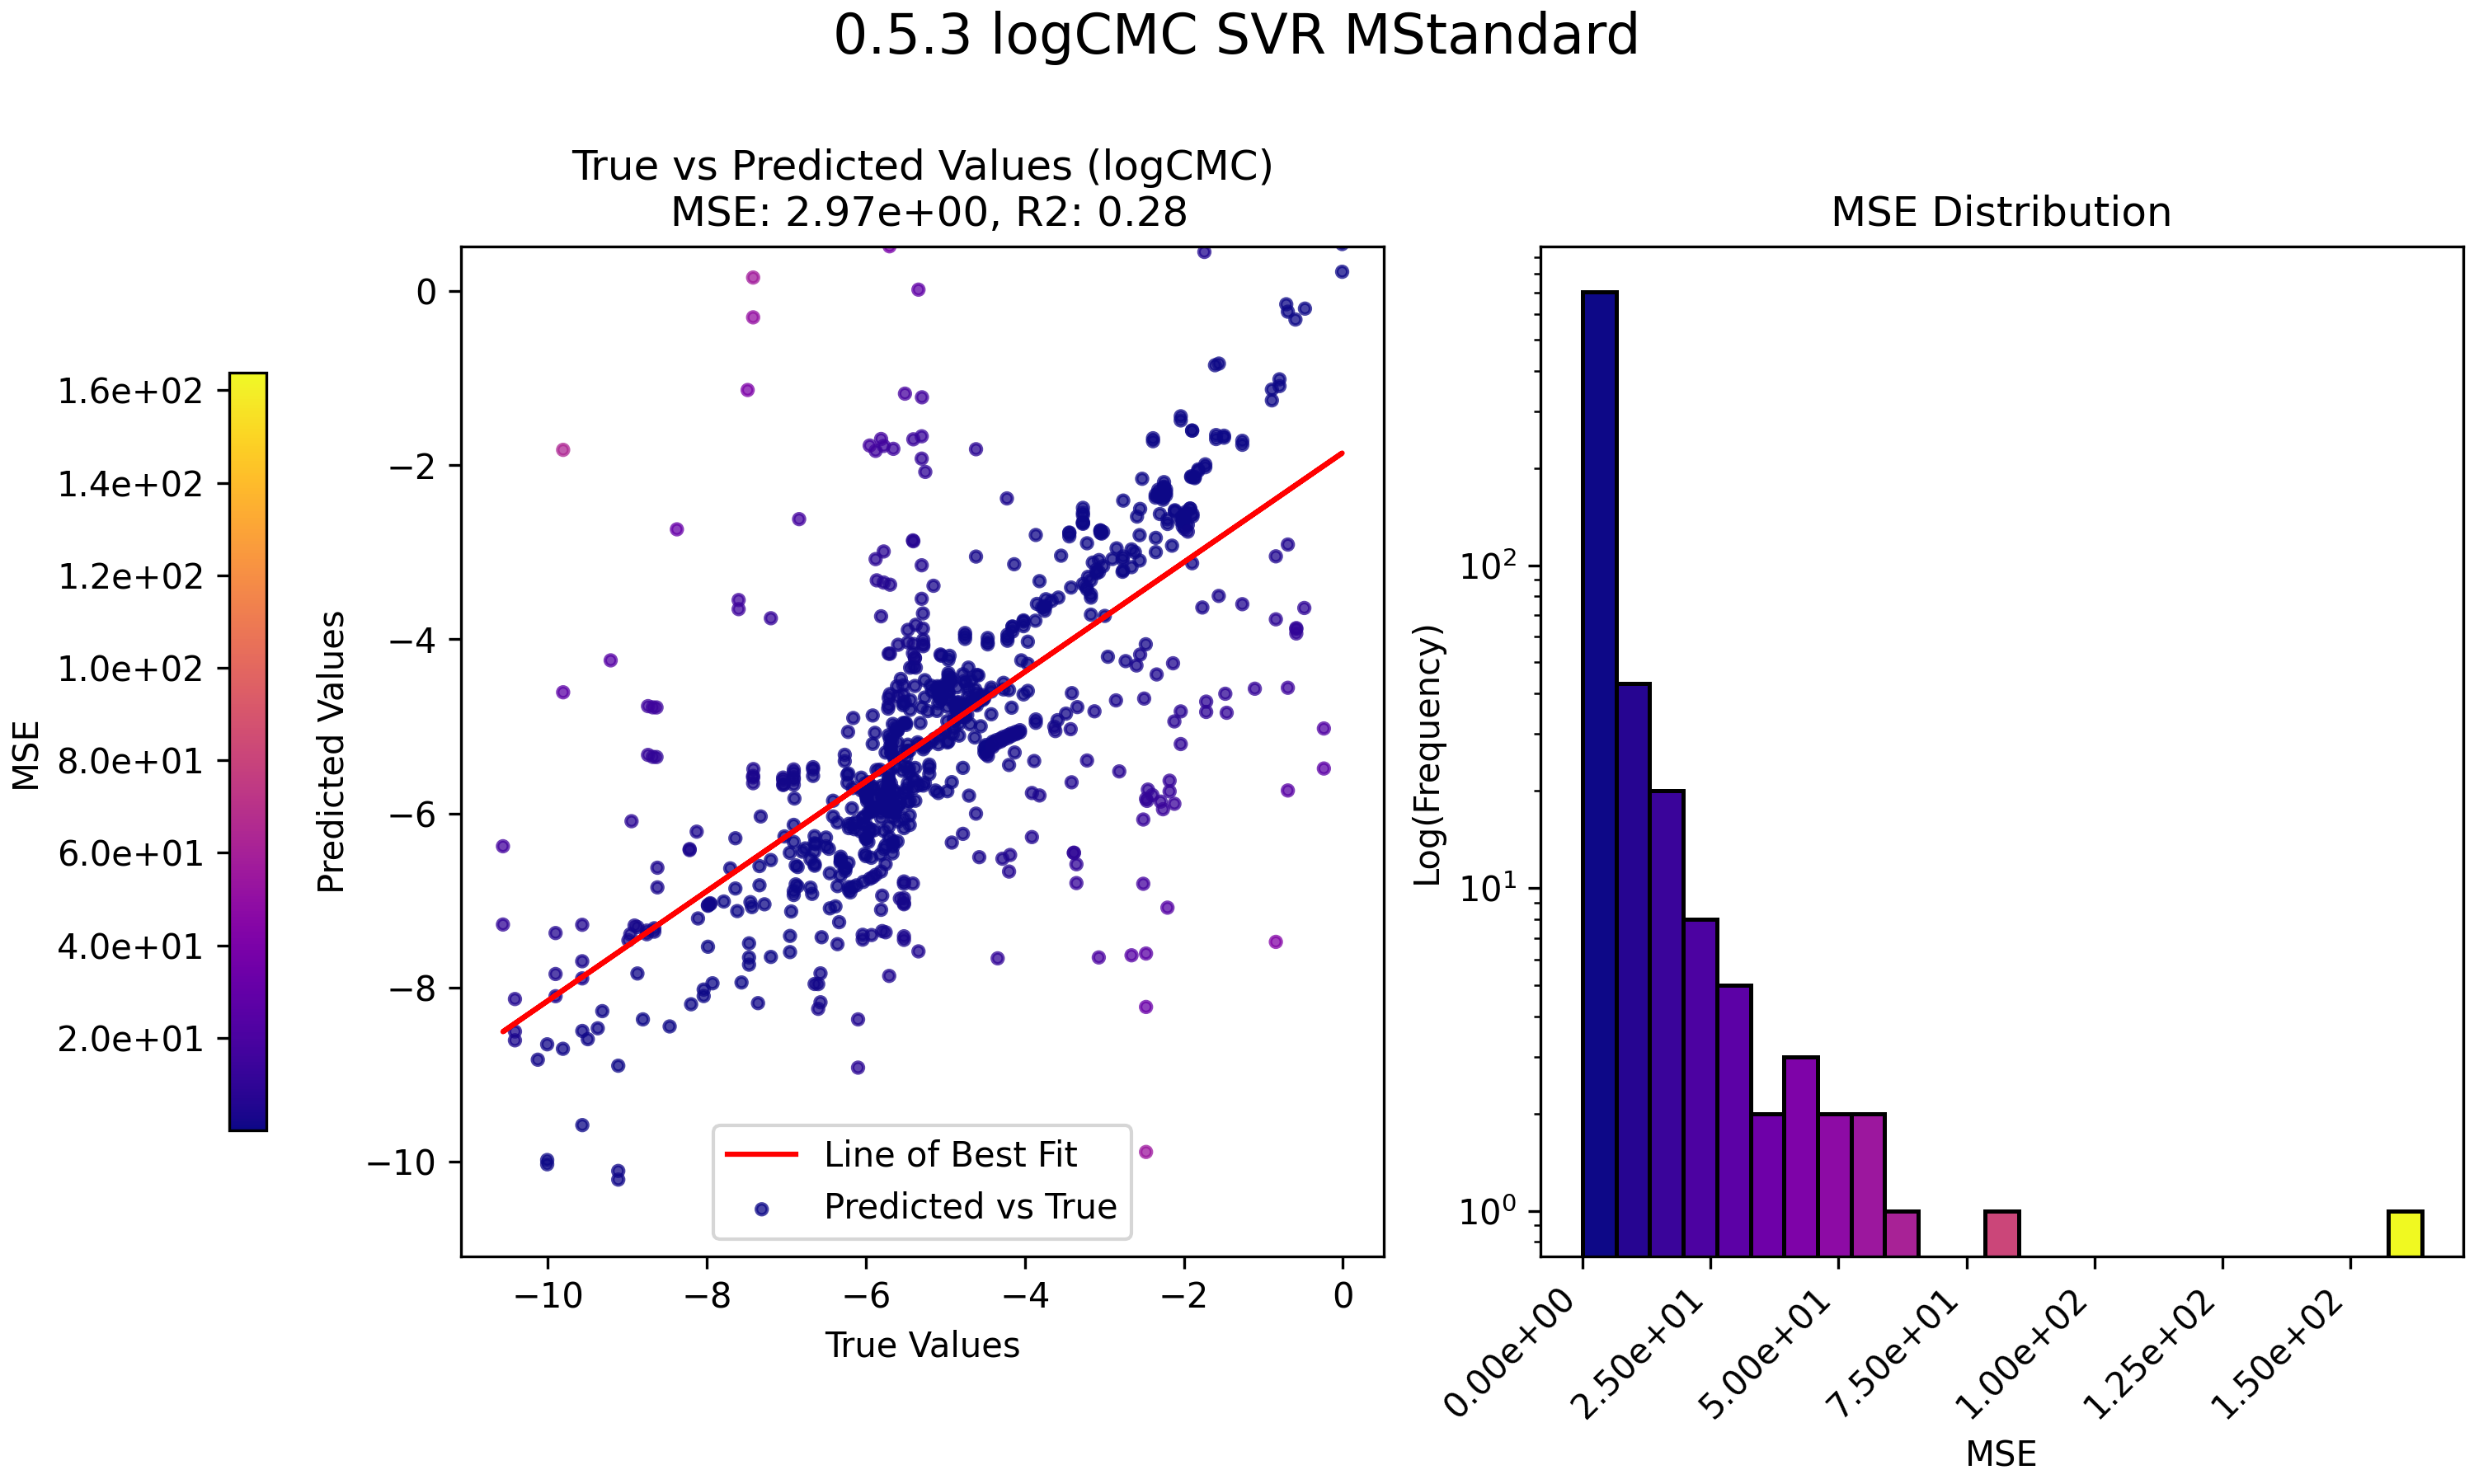 0.5.3 logCMC SVR MStandard
True vs Predicted Values (logCMC)
MSE: 2.97e+00, R2: 0.28
MSE Distribution
1.6e+02
1.4e+02
1.2e+02
1.0e+02
8.0e+01
6.0e+01
4.0e+01
2.0e+01
MSE
0
−2
−4
−6
−8
−10
Predicted Values
Line of Best Fit
Predicted vs True
−10
−8
−6
−4
−2
0
True Values
10²
10¹
10⁰
Log(Frequency)
0.00e+00
2.50e+01
5.00e+01
7.50e+01
1.00e+02
1.25e+02
1.50e+02
MSE